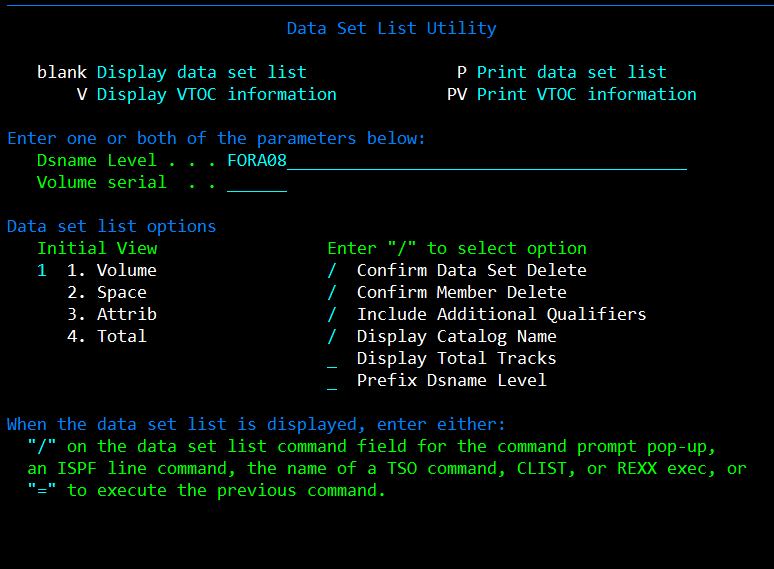 Data Set List Utility
blank Display data set list P Print data set list
V Display VTOC information PV Print VTOC information
Enter one or both of the parameters below:
Dsname Level . . . FORA08________________________________________
Volume serial . . ______
Data set list options
Initial View Enter "/" to select option
1 1. Volume / Confirm Data Set Delete
2. Space / Confirm Member Delete
3. Attrib / Include Additional Qualifiers
4. Total / Display Catalog Name
_ Display Total Tracks
_ Prefix Dsname Level
When the data set list is displayed, enter either:
"/" on the data set list command field for the command prompt pop-up,
an ISPF line command, the name of a TSO command, CLIST, or REXX exec, or
"=" to execute the previous command.